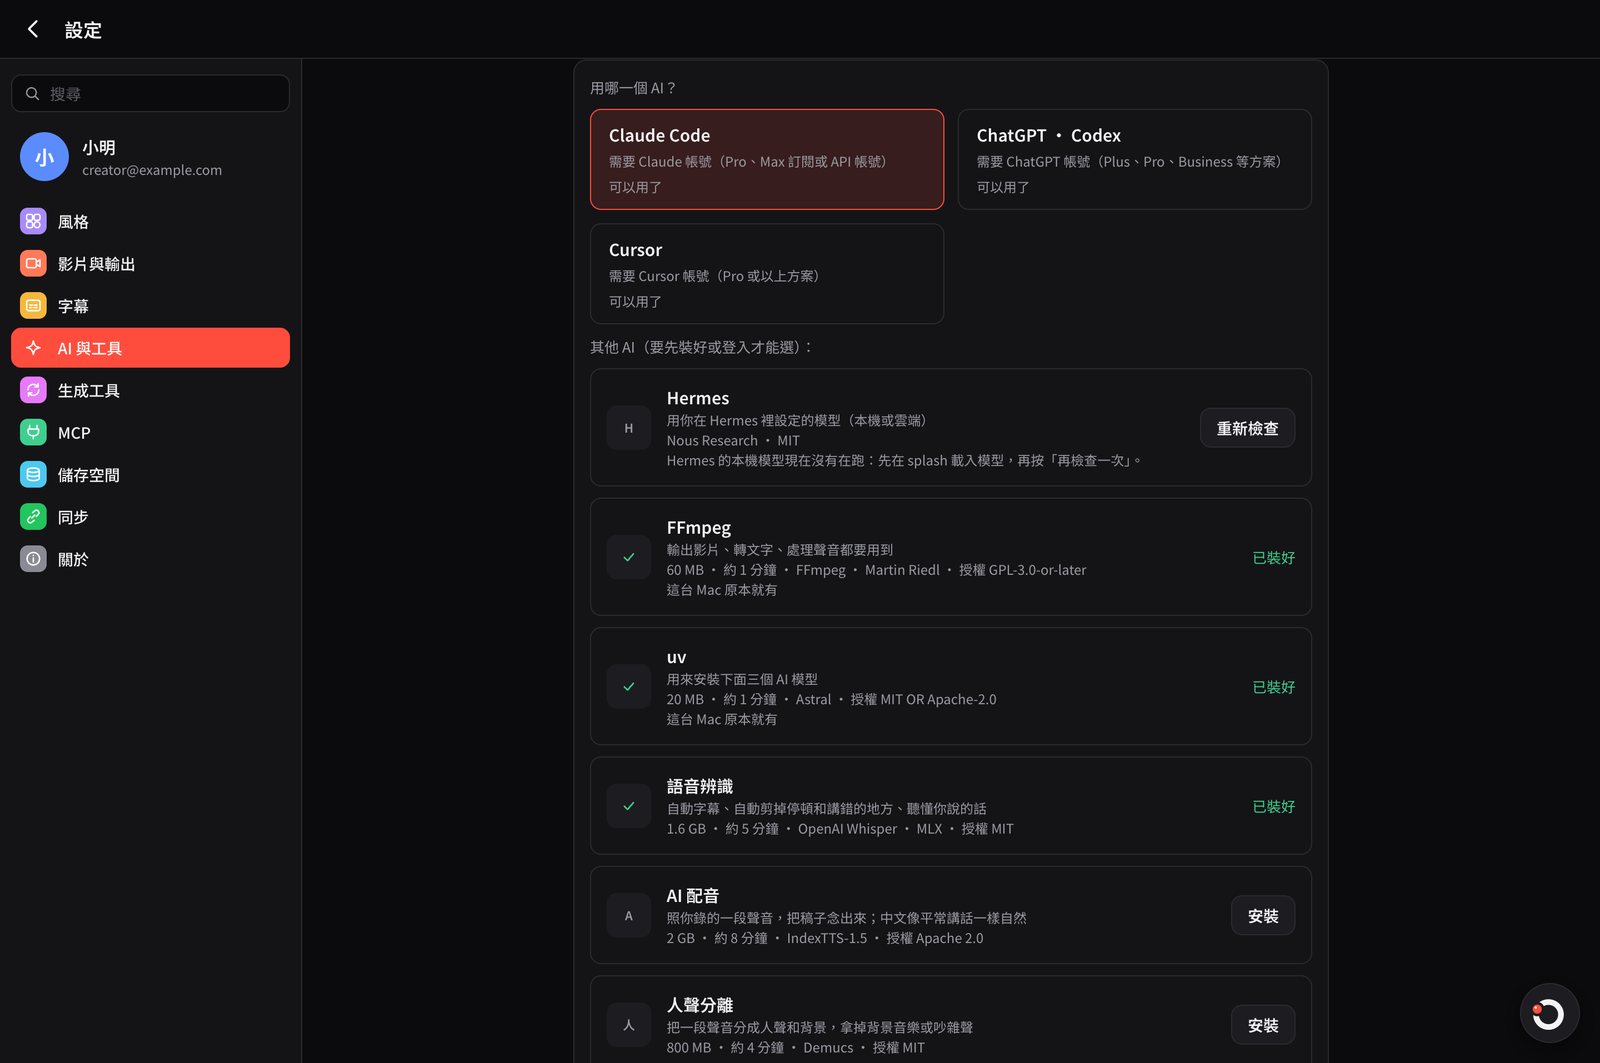 設定
搜尋
小
小明
creator@example.com
風格
影片與輸出
字幕
AI 與工具
生成工具
MCP
儲存空間
同步
關於
用哪一個 AI？
Claude Code
需要 Claude 帳號（Pro、Max 訂閱或 API 帳號）
可以用了
ChatGPT · Codex
需要 ChatGPT 帳號（Plus、Pro、Business 等方案）
可以用了
Cursor
需要 Cursor 帳號（Pro 或以上方案）
可以用了
其他 AI（要先裝好或登入才能選）：
H
Hermes
用你在 Hermes 裡設定的模型（本機或雲端）
Nous Research · MIT
Hermes 的本機模型現在沒有在跑：先在 splash 載入模型，再按「再檢查一次」。
重新檢查
FFmpeg
輸出影片、轉文字、處理聲音都要用到
60 MB · 約 1 分鐘 · FFmpeg · Martin Riedl · 授權 GPL-3.0-or-later
這台 Mac 原本就有
已裝好
uv
用來安裝下面三個 AI 模型
20 MB · 約 1 分鐘 · Astral · 授權 MIT OR Apache-2.0
這台 Mac 原本就有
已裝好
語音辨識
自動字幕、自動剪掉停頓和講錯的地方、聽懂你說的話
1.6 GB · 約 5 分鐘 · OpenAI Whisper · MLX · 授權 MIT
已裝好
A
AI 配音
照你錄的一段聲音，把稿子念出來；中文像平常講話一樣自然
2 GB · 約 8 分鐘 · IndexTTS-1.5 · 授權 Apache 2.0
安裝
人
人聲分離
把一段聲音分成人聲和背景，拿掉背景音樂或吵雜聲
800 MB · 約 4 分鐘 · Demucs · 授權 MIT
安裝